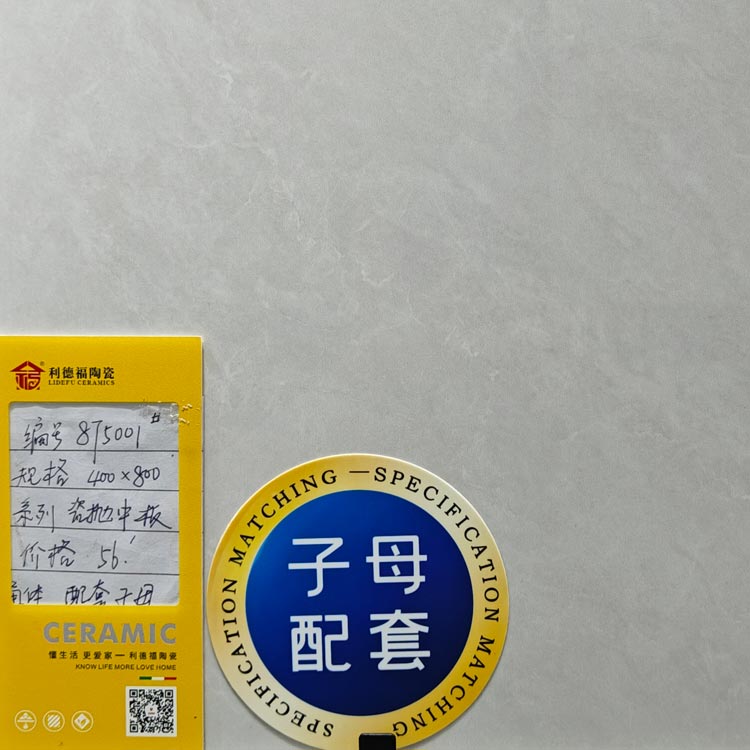 利德福陶瓷
LIDEFU CERAMICS
编号 875001#
规格 400×800
系列 瓷抛中板
价格 56.
配套子母
CERAMIC
懂生活 更爱家一利德福陶瓷
KNOW LIFE MORE LOVE HOME
SPECIFICATION MATCHING
—SPECIFICATION MATCHING
SPECIFICATION
子母
配套